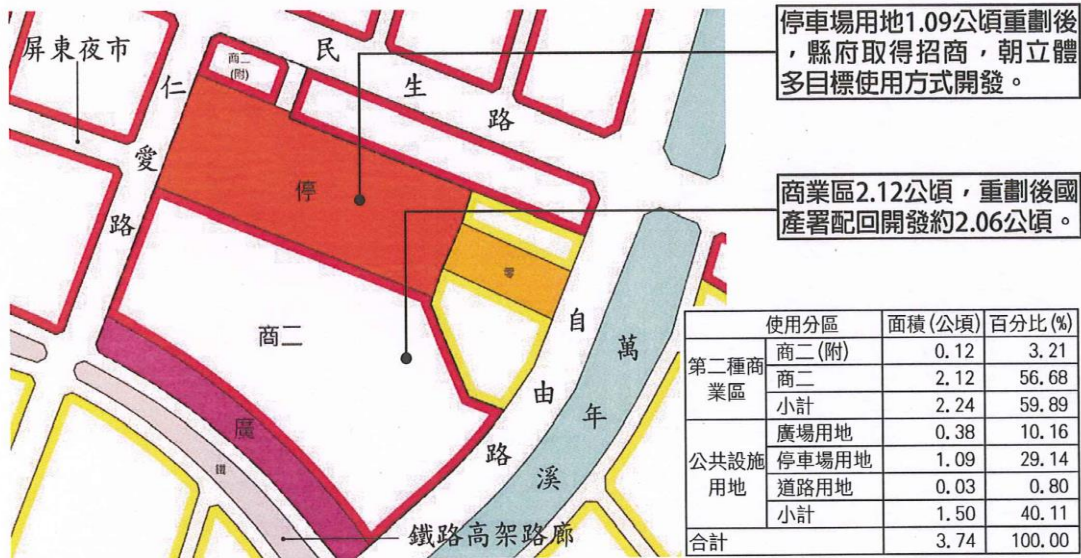 停車場用地1.09公頃重劃後
，縣府取得招商，朝立體
多目標使用方式開發。
屏東夜市
商二
(附)
民生路
仁愛路
停
商業區2.12公頃，重劃後國
產署配回開發約2.06公頃。
零
商二
自由路
萬年溪
廣
鐵
鐵路高架路廊
使用分區 面積(公頃) 百分比(%)
第二種商業區 商二(附) 0.12 3.21
商二 2.12 56.68
小計 2.24 59.89
公共設施用地 廣場用地 0.38 10.16
停車場用地 1.09 29.14
道路用地 0.03 0.80
小計 1.50 40.11
合計 3.74 100.00